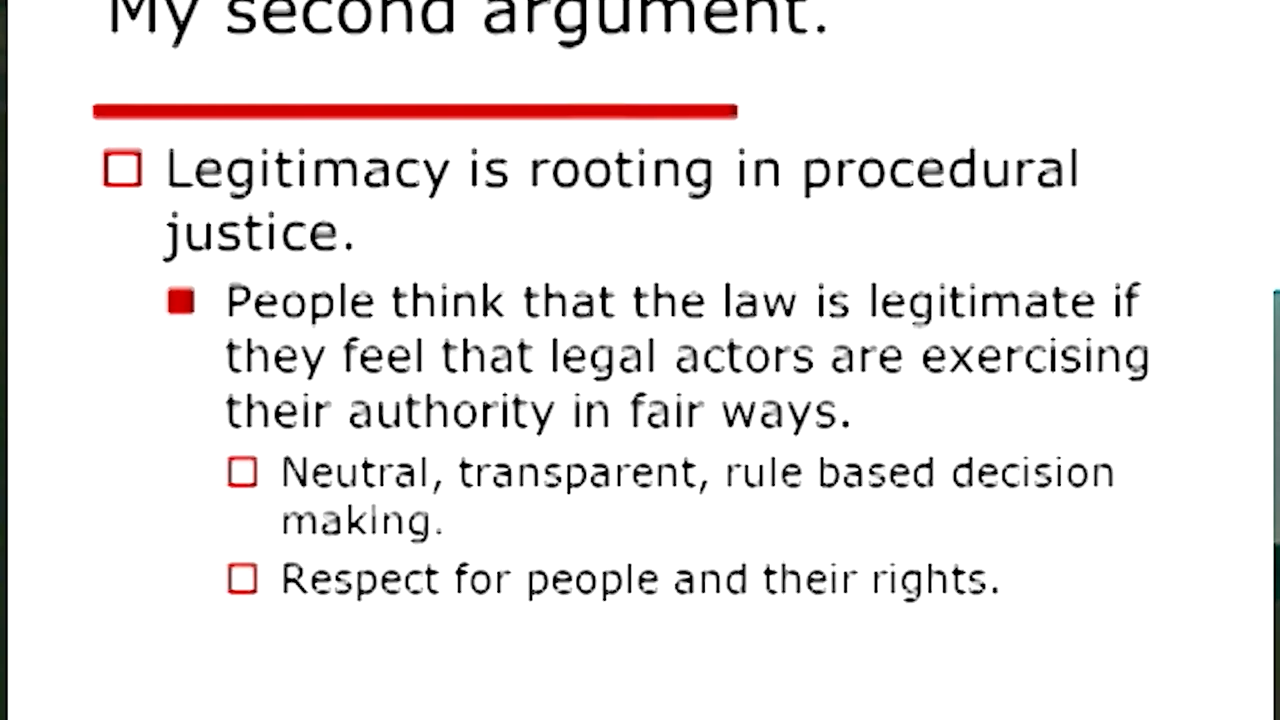 My second argument.
Legitimacy is rooting in procedural
justice.
People think that the law is legitimate if
they feel that legal actors are exercising
their authority in fair ways.
Neutral, transparent, rule based decision
making.
Respect for people and their rights.